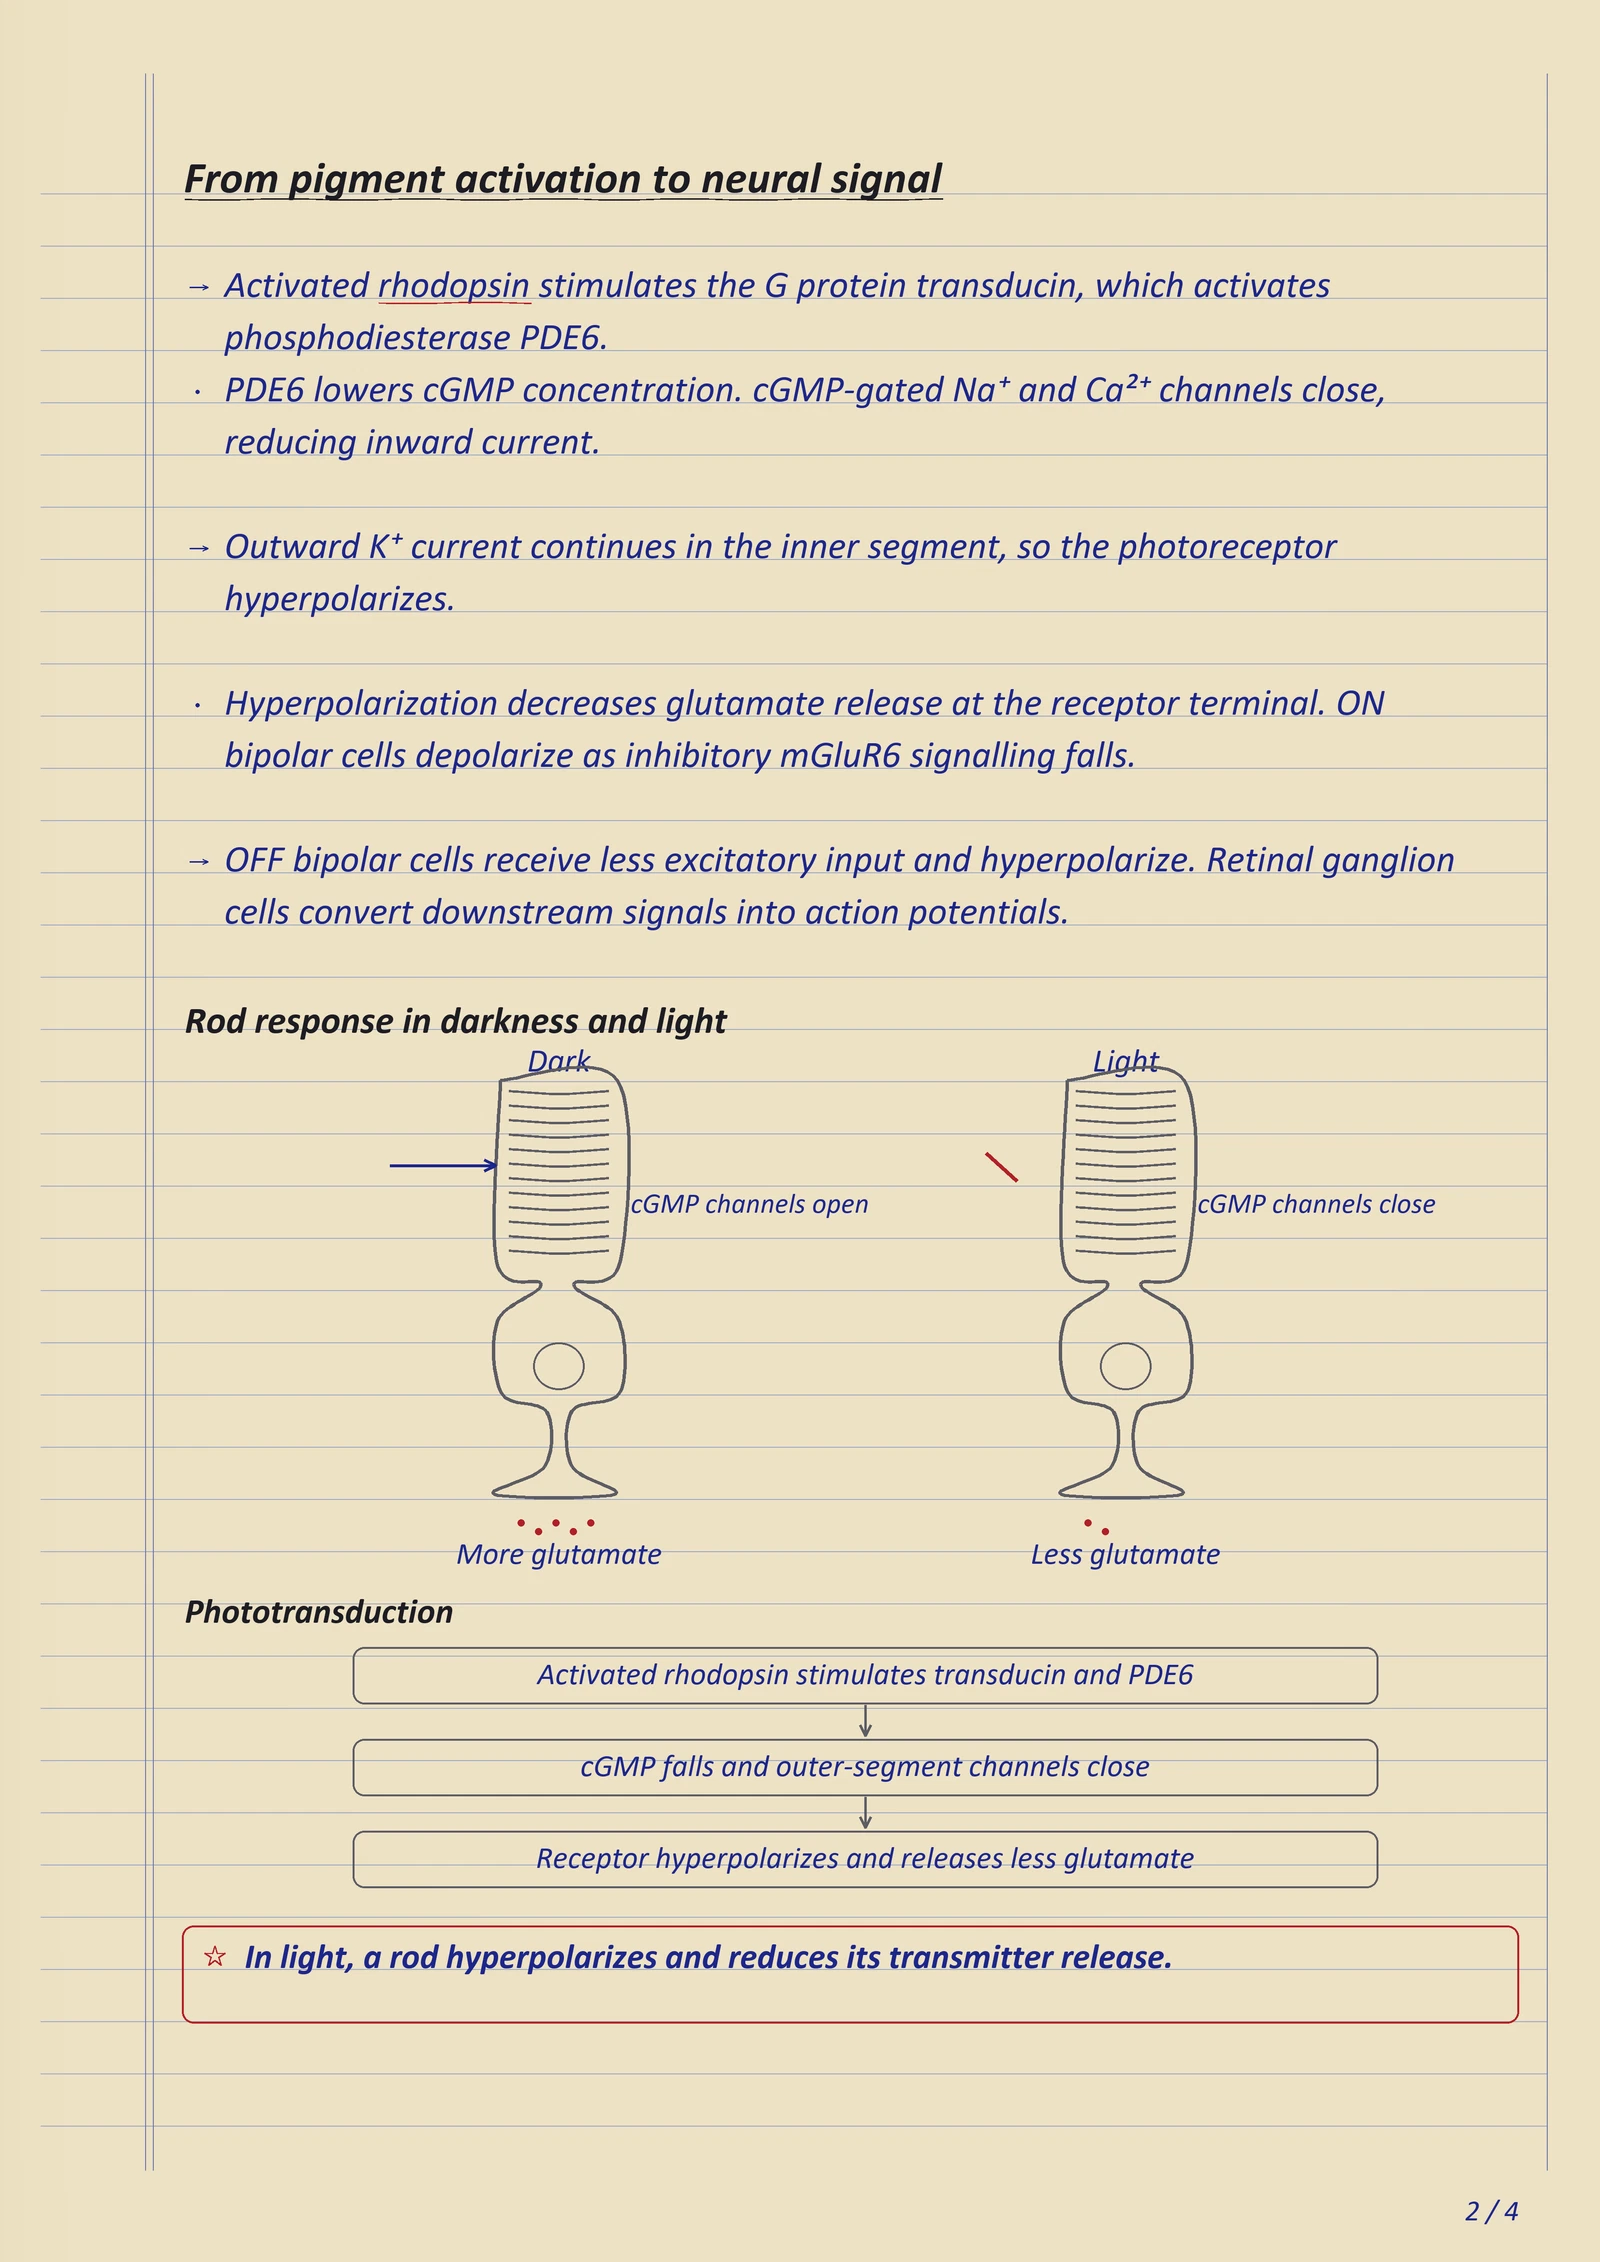 From pigment activation to neural signal
→ Activated rhodopsin stimulates the G protein transducin, which activates
phosphodiesterase PDE6.
· PDE6 lowers cGMP concentration. cGMP-gated Na⁺ and Ca²⁺ channels close,
reducing inward current.
→ Outward K⁺ current continues in the inner segment, so the photoreceptor
hyperpolarizes.
· Hyperpolarization decreases glutamate release at the receptor terminal. ON
bipolar cells depolarize as inhibitory mGluR6 signalling falls.
→ OFF bipolar cells receive less excitatory input and hyperpolarize. Retinal ganglion
cells convert downstream signals into action potentials.
Rod response in darkness and light
Dark
Light
cGMP channels open
cGMP channels close
More glutamate
Less glutamate
Phototransduction
Activated rhodopsin stimulates transducin and PDE6
cGMP falls and outer-segment channels close
Receptor hyperpolarizes and releases less glutamate
☆ In light, a rod hyperpolarizes and reduces its transmitter release.
2 / 4